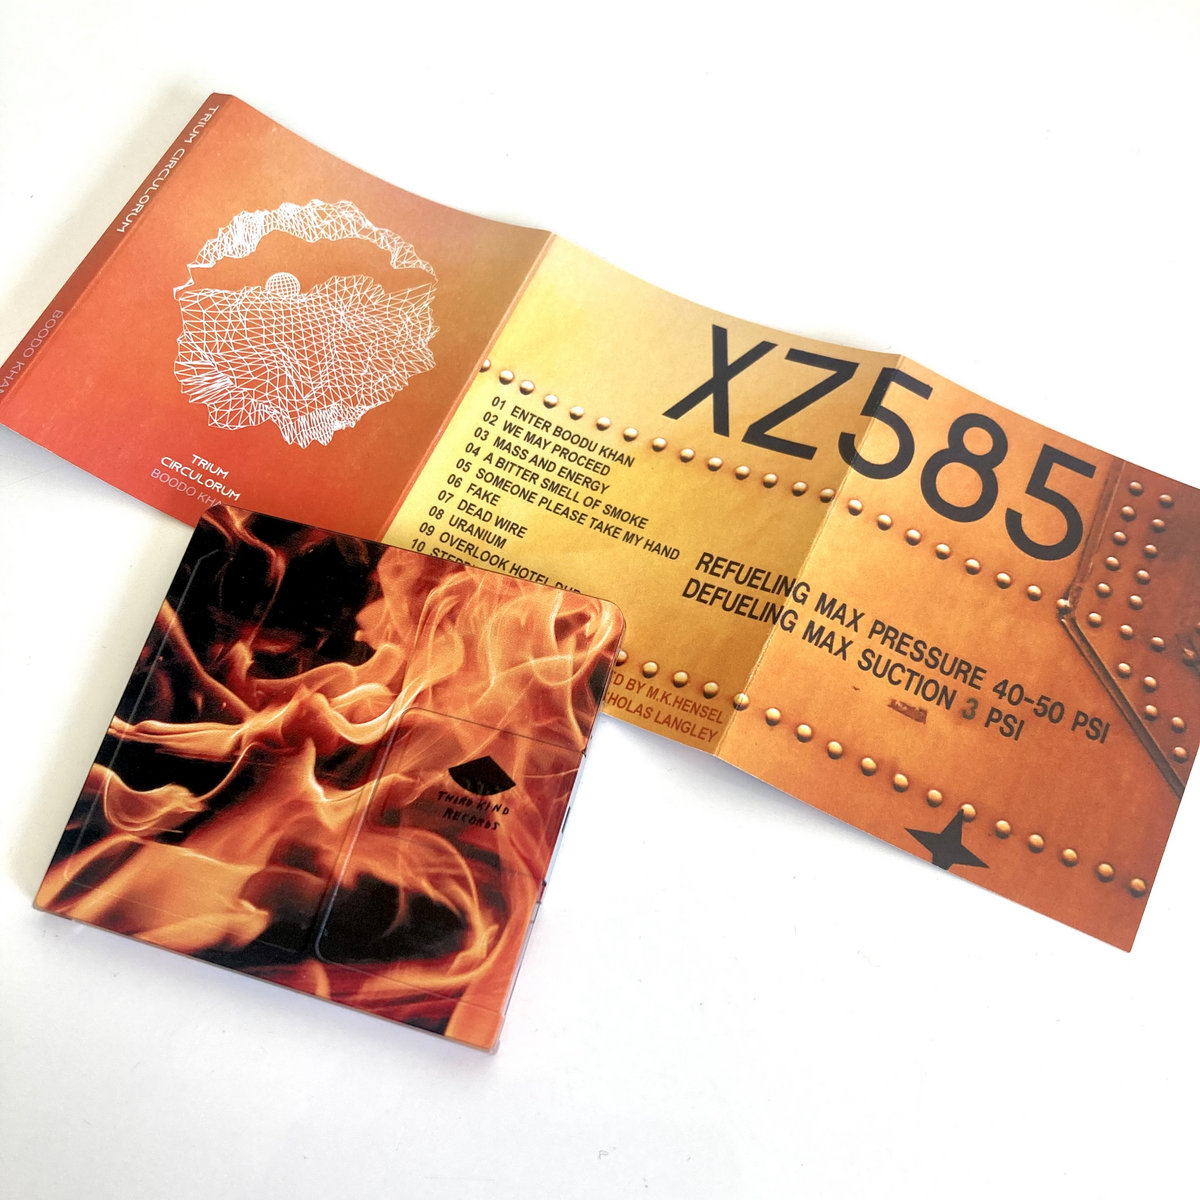 TRIUM CIRCULORUM
BOODO KHAN
TRIUM
CIRCULORUM
BOODO KHA
XZ585
01 ENTER BOODU KHAN
02 WE MAY PROCEED
03 MASS AND ENERGY
04 A BITTER SMELL OF SMOKE
05 SOMEONE PLEASE TAKE MY HAND
06 FAKE
07 DEAD WIRE
08 URANIUM
09 OVERLOOK HOTEL
10
REFUELING MAX PRESSURE 40-50 PSI
DEFUELING MAX SUCTION 3 PSI
BY M.K.HENSEL
HOLAS LANGLEY
THIRD KIND
RECORDS